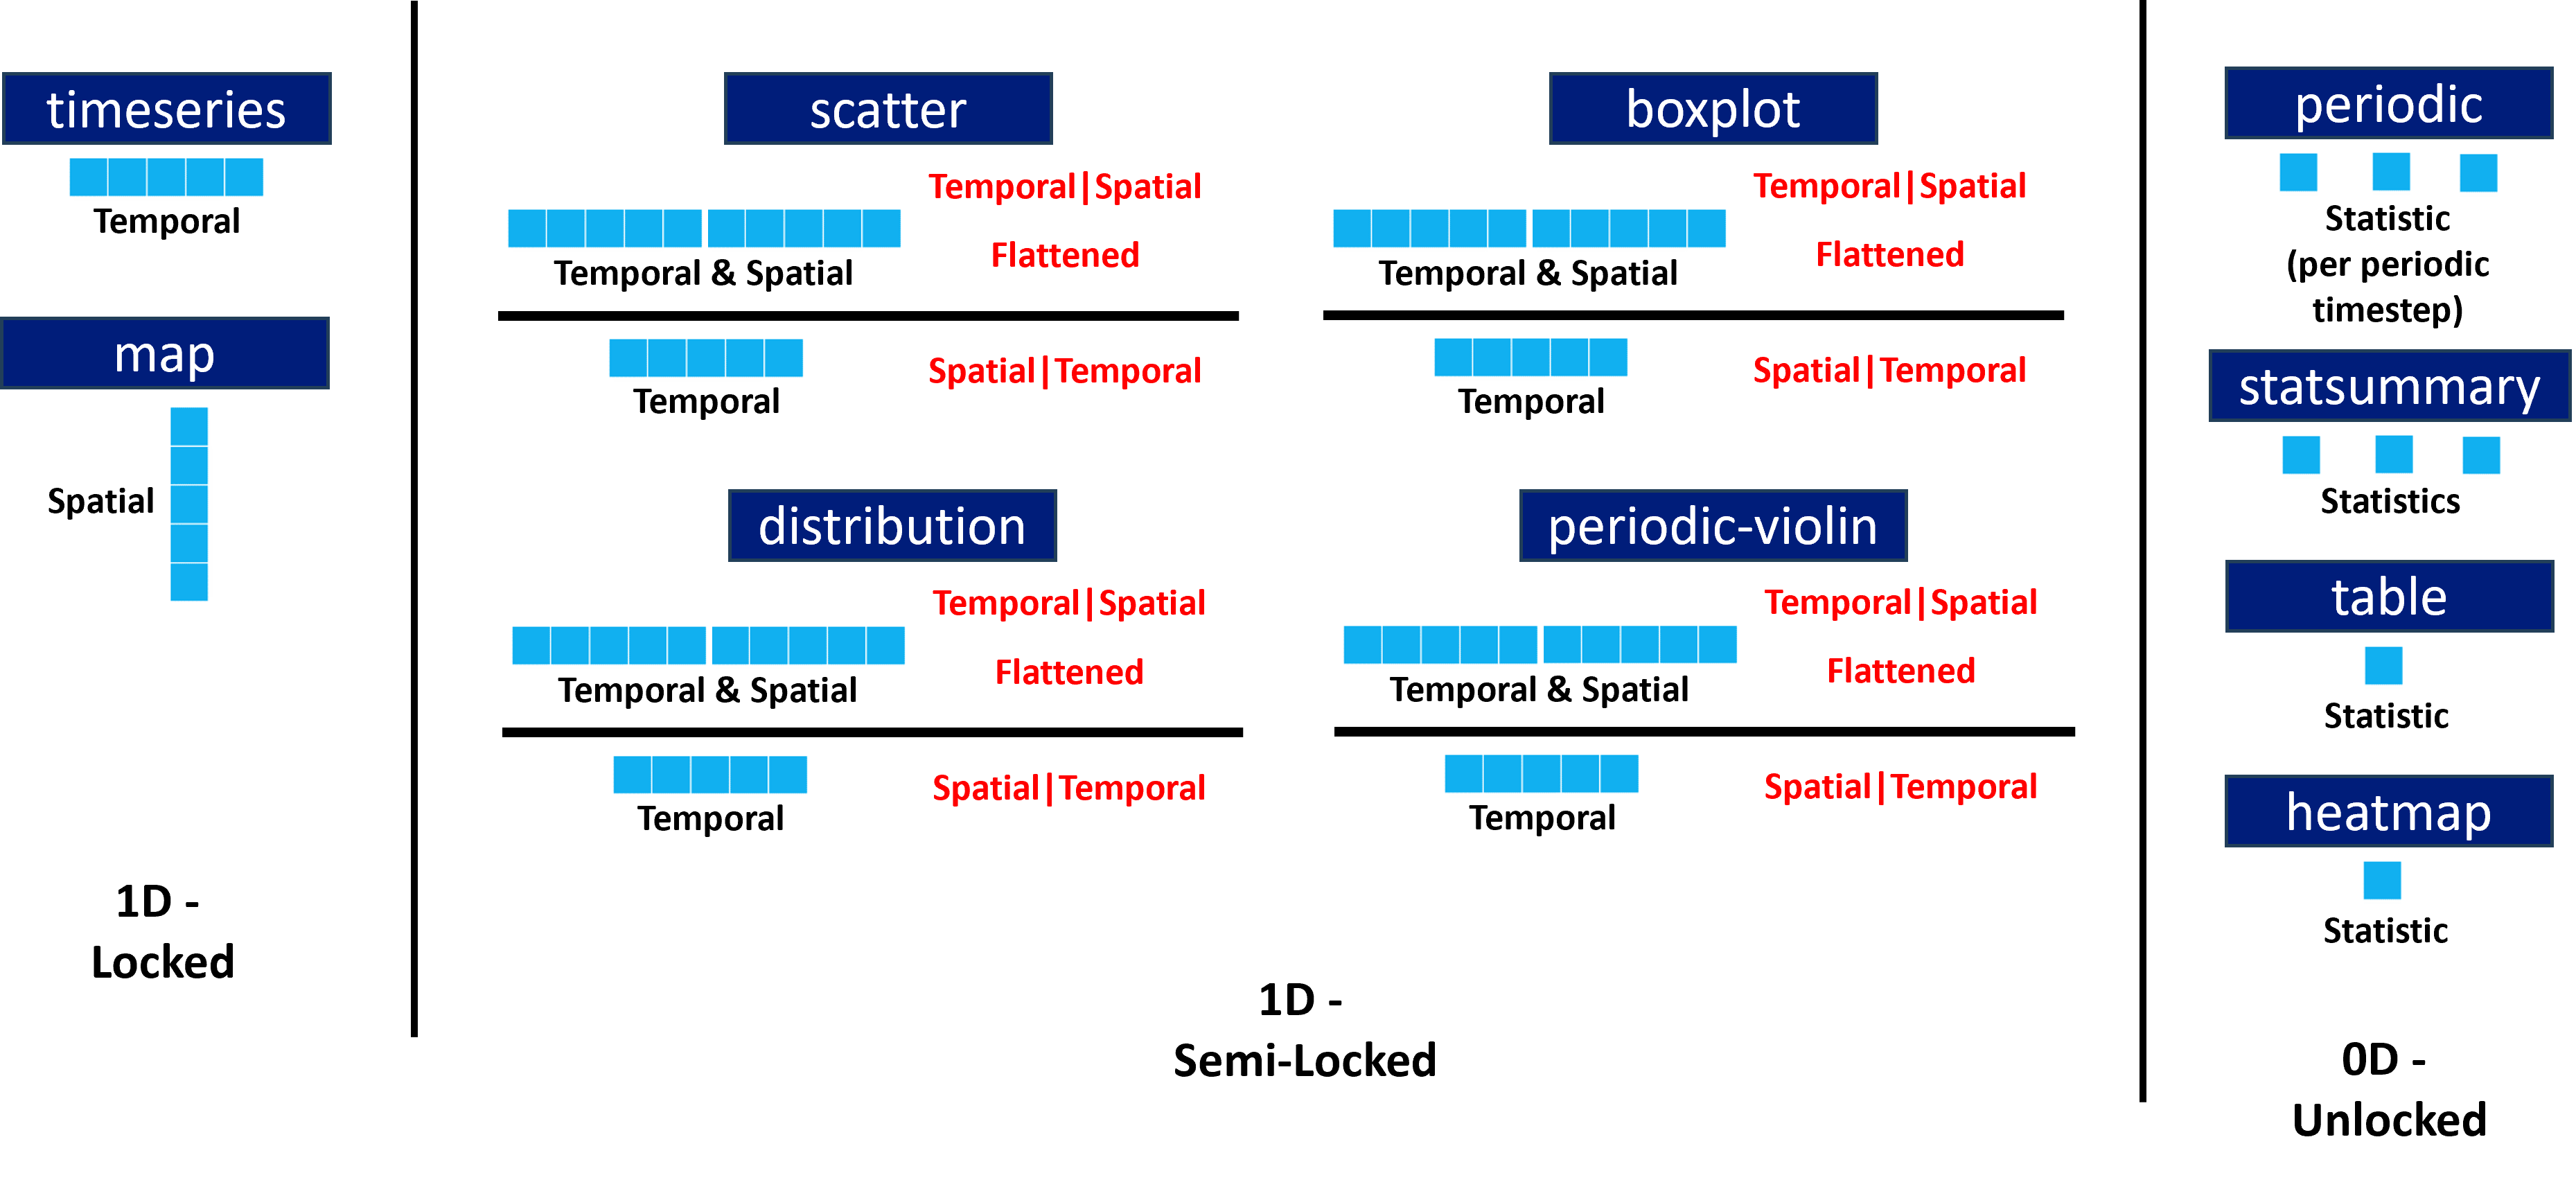 timeseries
Temporal
map
Spatial
1D -
Locked
scatter
Temporal|Spatial
Flattened
Temporal & Spatial
Spatial|Temporal
Temporal
boxplot
Temporal|Spatial
Flattened
Temporal & Spatial
Spatial|Temporal
Temporal
distribution
Temporal|Spatial
Flattened
Temporal & Spatial
Spatial|Temporal
Temporal
periodic-violin
Temporal|Spatial
Flattened
Temporal & Spatial
Spatial|Temporal
Temporal
1D -
Semi-Locked
periodic
Statistic
(per periodic
timestep)
statsummary
Statistics
table
Statistic
heatmap
Statistic
0D -
Unlocked